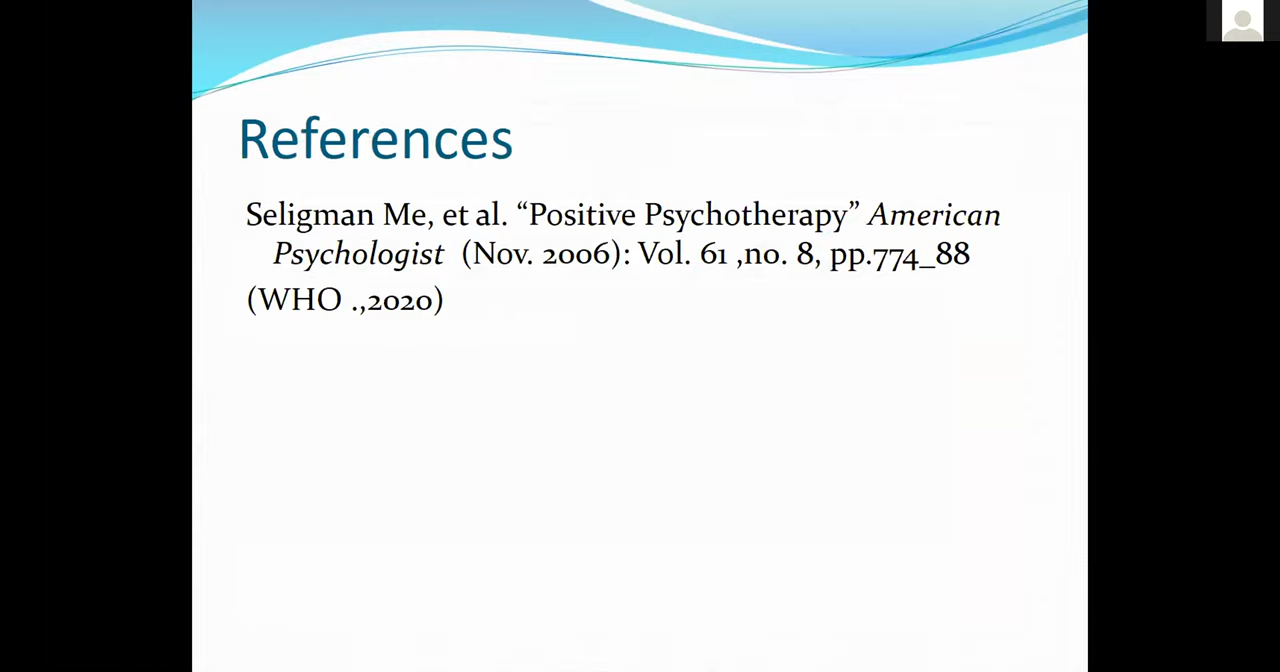 References
Seligman Me, et al. “Positive Psychotherapy” American
Psychologist (Nov. 2006): Vol. 61 ,no. 8, pp.774_88
(WHO .,2020)